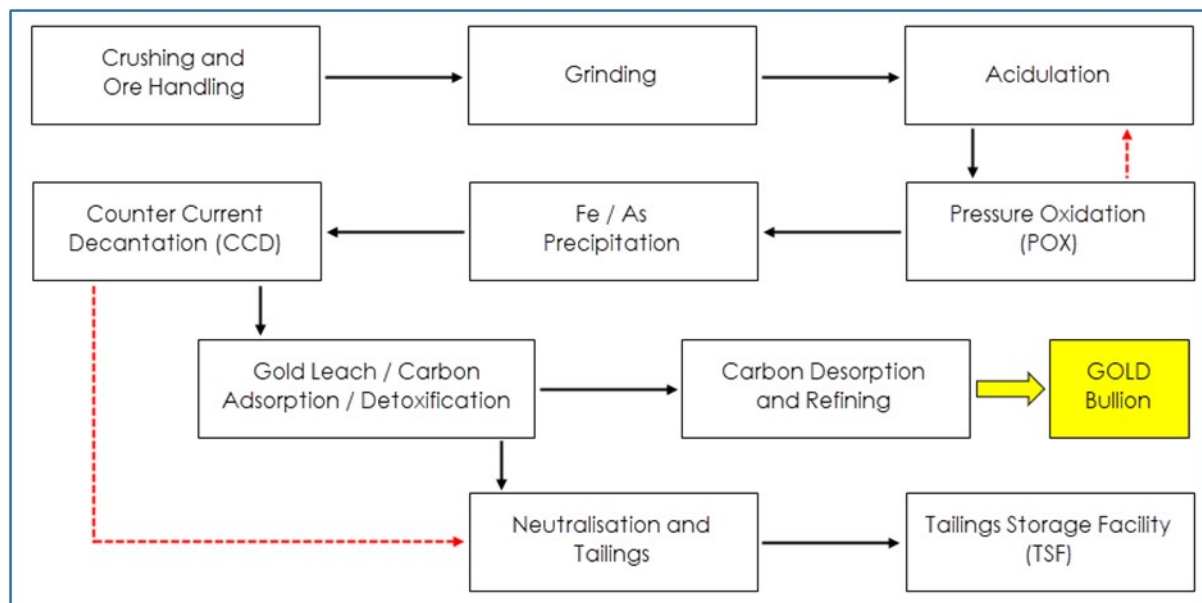 Crushing and
Ore Handling
Grinding
Acidulation
Counter Current
Decantation (CCD)
Fe / As
Precipitation
Pressure Oxidation
(POX)
Gold Leach / Carbon
Adsorption / Detoxification
Carbon Desorption
and Refining
GOLD
Bullion
Neutralisation and
Tailings
Tailings Storage Facility
(TSF)